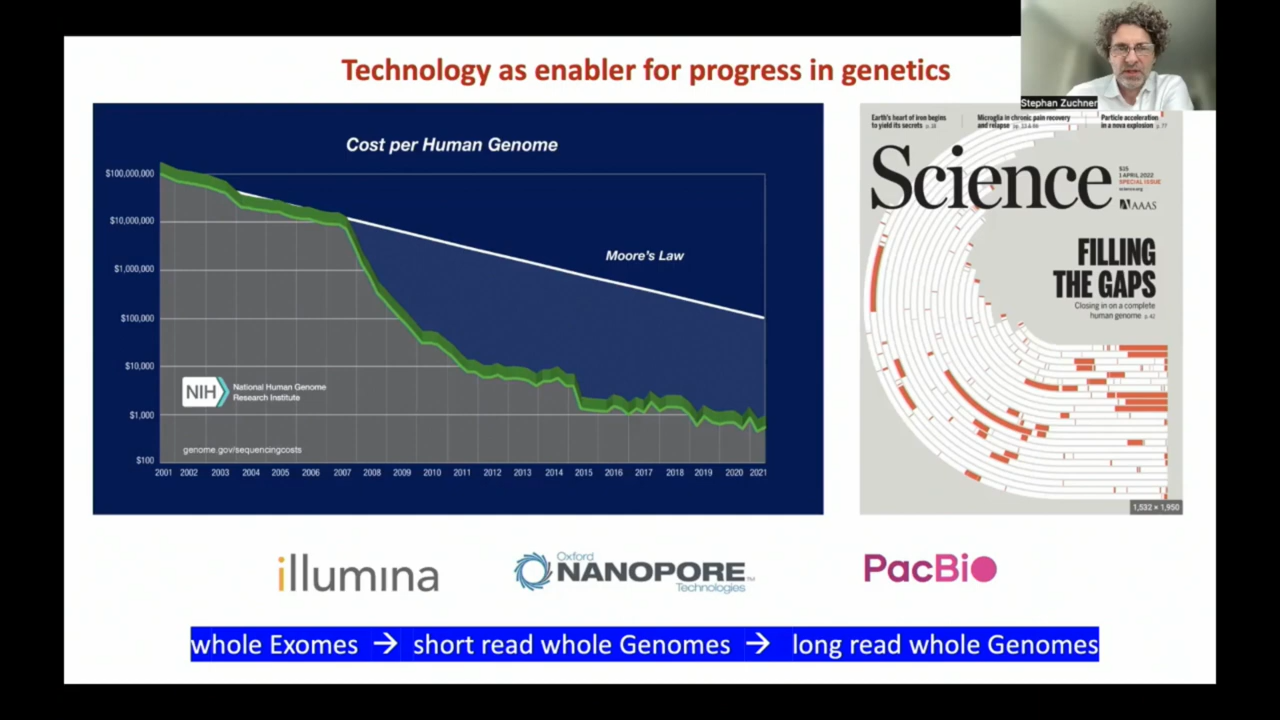 Technology as enabler for progress in genetics
Stephan Zuchner
Cost per Human Genome
$100,000,000
$10,000,000
$1,000,000
$100,000
$10,000
$1,000
$100
Moore's Law
NIH
National Human Genome
Research Institute
genome.gov/sequencingcosts
2001 2002 2003 2004 2005 2006 2007 2008 2009 2010 2011 2012 2013 2014 2015 2016 2017 2018 2019 2020 2021
Earth's heart of iron begins
to yield its secrets
Microglia in chronic pain recovery
and relapse
Particle acceleration
in a nova explosion p. 77
Science
$15
1 APRIL 2022
SPECIAL ISSUE
science.org
AAAS
FILLING
THE GAPS
Closing in on a complete
human genome p. 42
1,532 × 1,950
illumina
Oxford
NANOPORE™
Technologies
PacBio
whole Exomes → short read whole Genomes → long read whole Genomes